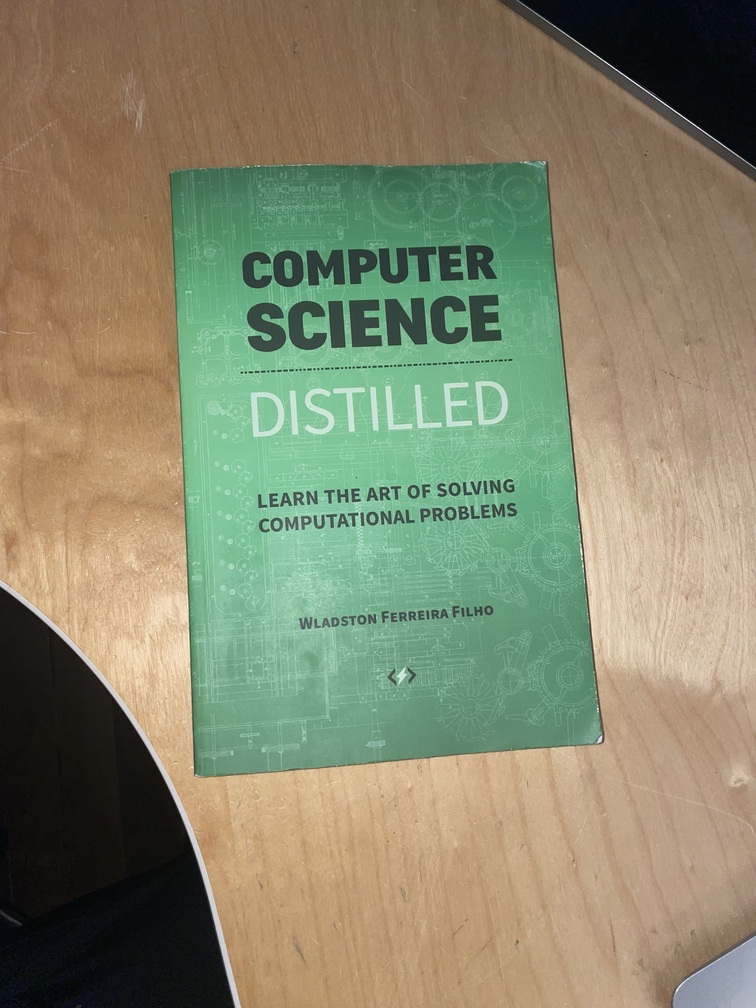 COMPUTER
SCIENCE
DISTILLED
LEARN THE ART OF SOLVING
COMPUTATIONAL PROBLEMS
WLADSTON FERREIRA FILHO